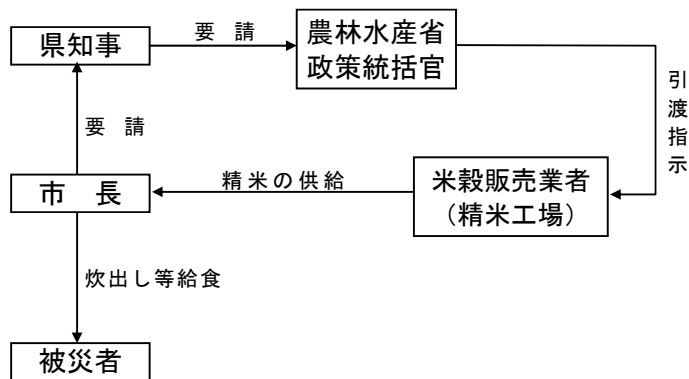 県知事
要 請
農林水産省
政策統括官
引渡指示
要 請
市 長
精米の供給
米穀販売業者
（精米工場）
炊出し等給食
被災者